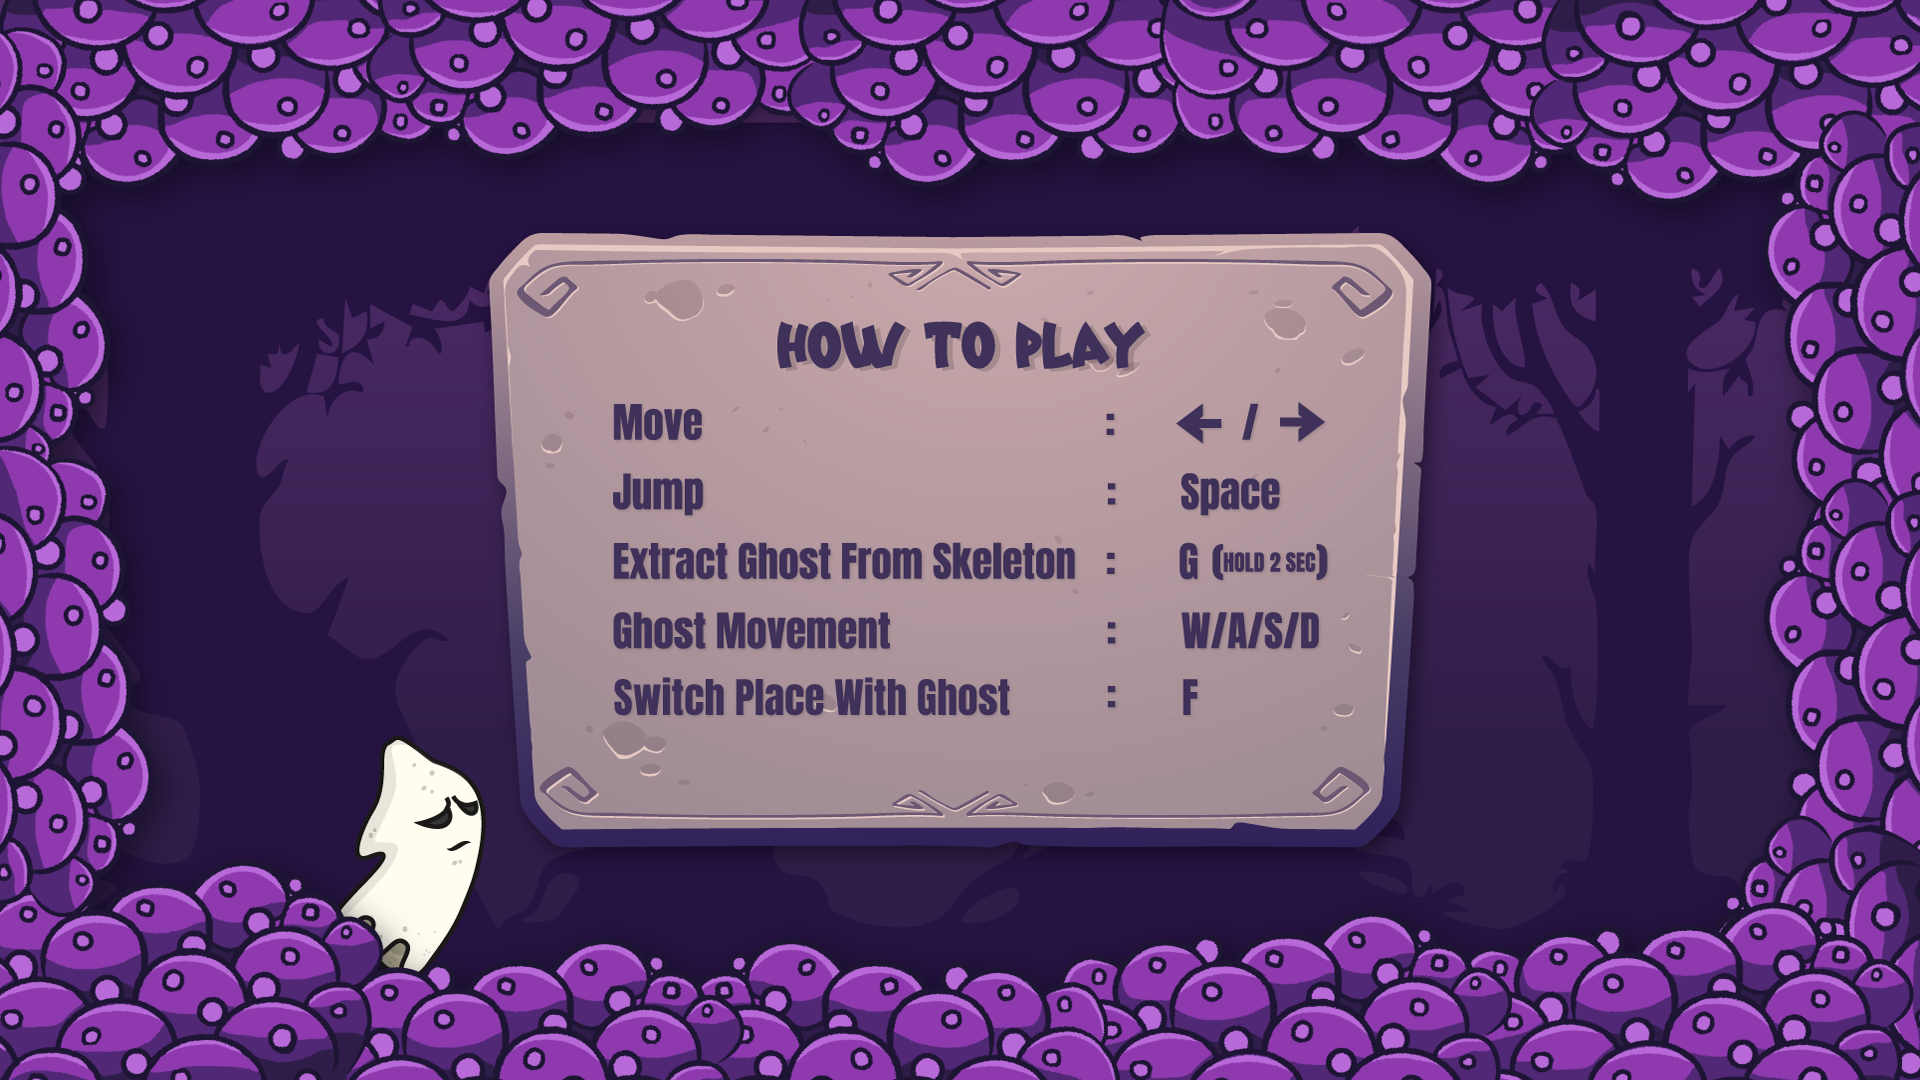 HOW TO PLAY
Move : ← / →
Jump : Space
Extract Ghost From Skeleton : G (HOLD 2 SEC)
Ghost Movement : W/A/S/D
Switch Place With Ghost : F